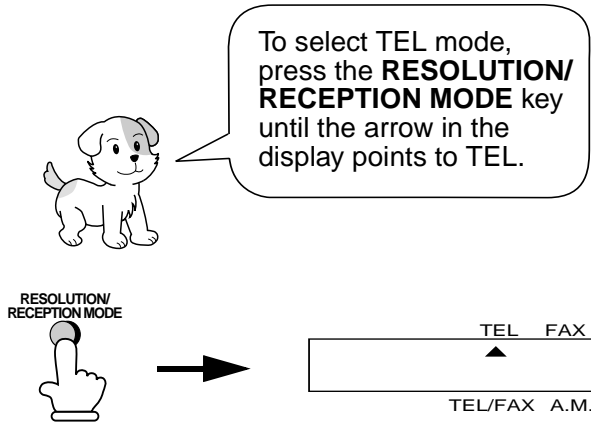 To select TEL mode,
press the RESOLUTION/
RECEPTION MODE key
until the arrow in the
display points to TEL.
RESOLUTION/
RECEPTION MODE
TEL FAX
TEL/FAX A.M.